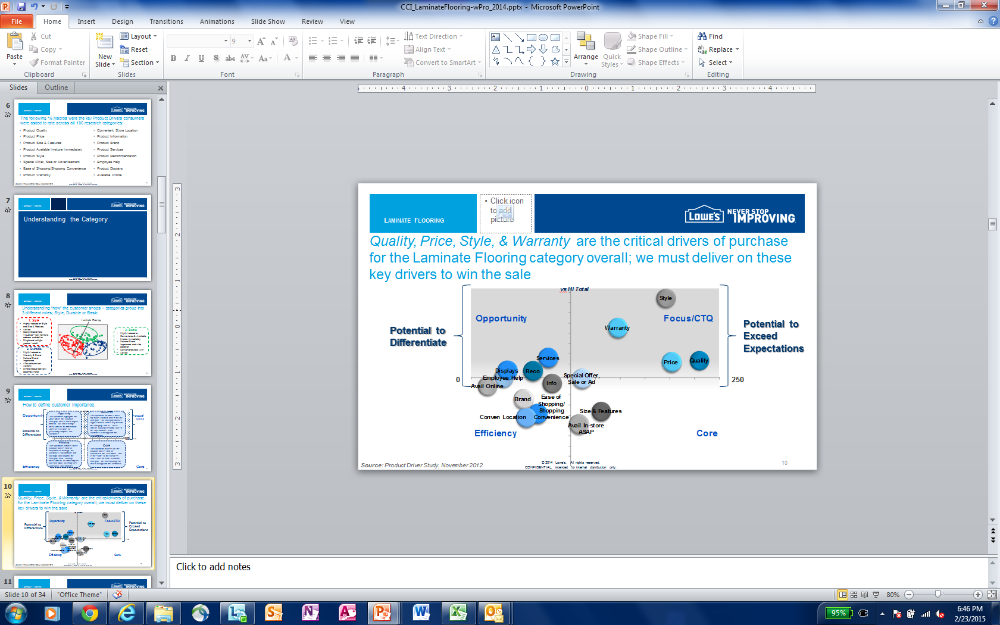 CCI_LaminateFlooring-wPro_2014.pptx - Microsoft PowerPoint
File Home Insert Design Transitions Animations Slide Show Review View
Paste
Cut
Copy
Format Painter
Clipboard
New
Slide
Layout
Reset
Section
Slides
9
Font
Text Direction
Align Text
Convert to SmartArt
Paragraph
Arrange
Quick
Styles
Shape Fill
Shape Outline
Shape Effects
Drawing
Find
Replace
Select
Editing
Slides Outline
6
The following 16 Macros were the key Product Drivers consumers
were asked to rate across all 180 research categories:
Product Quality
Product Price
Product Size & Features
Product Available In-store Immediately
Product Style
Special Offer, Sale or Advertisement
Ease of Shopping/Shopping Convenience
Product Warranty
Convenient Store Location
Product Information
Product Brand
Product Services
Product Recommendation
Employee Help
Product Displays
Available Online
7
Understanding the Category
8
Understanding "how" the customer shops – categories group into
3 different roles; Style, Durable or Basic
1. Style
2. Durable
3. Basic
9
How to define customer importance:
Opportunity
Focus/
CTQ
Potential to
Differentiate
Efficiency
Core
10
Quality, Price, Style, & Warranty are the critical drivers of purchase
for the Laminate Flooring category overall; we must deliver on these
key drivers to win the sale
11
LAMINATE FLOORING
• Click icon
to add
picture
LOWE'S
NEVER STOP
IMPROVING
Quality, Price, Style, & Warranty are the critical drivers of purchase
for the Laminate Flooring category overall; we must deliver on these
key drivers to win the sale
vs HI Total
Style
Opportunity
Focus/CTQ
Warranty
Potential to
Differentiate
Potential to
Exceed
Expectations
Services
Price
Quality
Displays
Reco
Employee Help
Special Offer,
Sale or Ad
0
250
Info
Avail Online
Brand
Ease of
Shopping/
Shopping
Convenience
Size & Features
Conven Location
Avail In-store
ASAP
Efficiency
Core
Source: Product Driver Study, November 2012
© 2014 Lowe's. All rights reserved.
CONFIDENTIAL, intended for internal distribution only.
10
Click to add notes
Slide 10 of 34
"Office Theme"
80%
95%
6:46 PM
2/23/2015